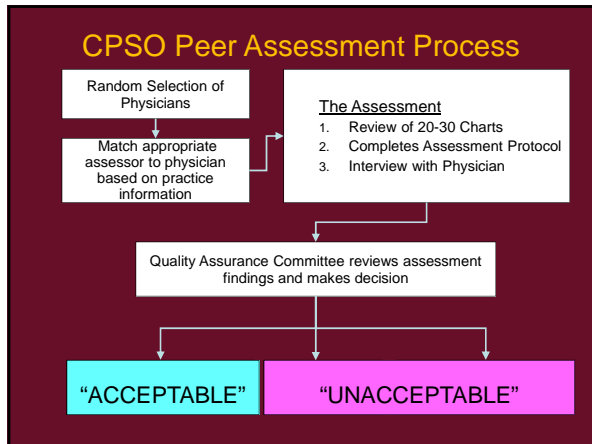 CPSO Peer Assessment Process
Random Selection of
Physicians
Match appropriate
assessor to physician
based on practice
information
The Assessment
1. Review of 20-30 Charts
2. Completes Assessment Protocol
3. Interview with Physician
Quality Assurance Committee reviews assessment
findings and makes decision
“ACCEPTABLE”
“UNACCEPTABLE”